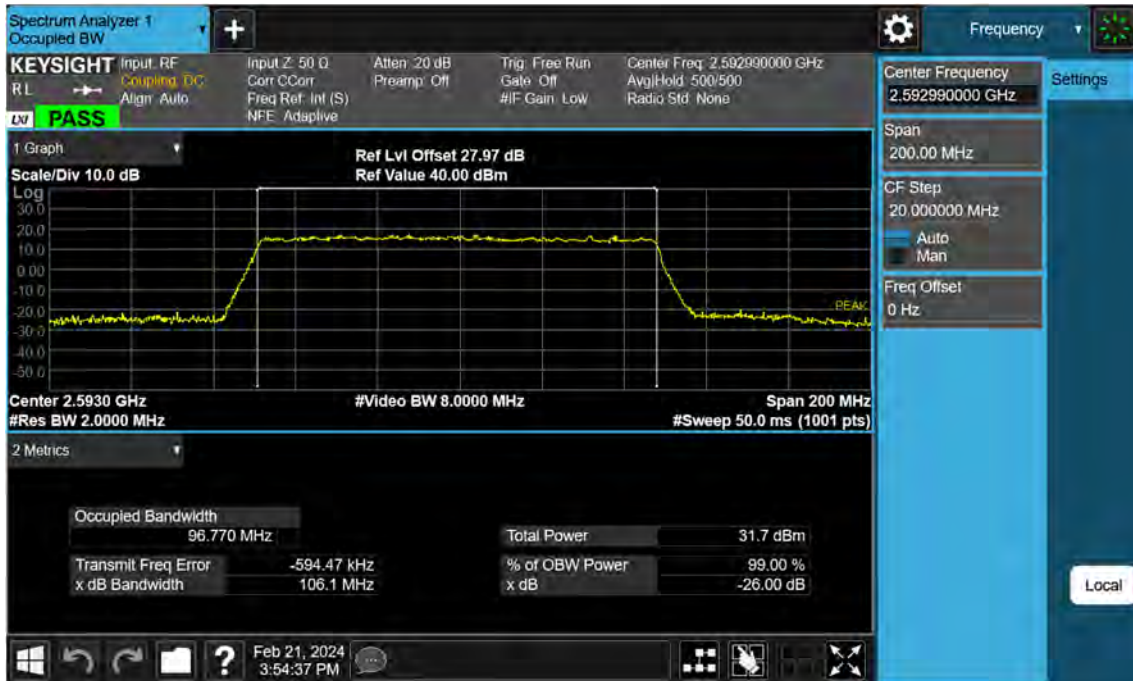 Spectrum Analyzer 1
Occupied BW
+
Frequency
KEYSIGHT
RL
LXI
PASS
Input: RF
Coupling: DC
Align: Auto
Input Z: 50 Ω
Corr CCorr
Freq Ref: Int (S)
NFE: Adaptive
Atten: 20 dB
Preamp: Off
Trig: Free Run
Gate: Off
#IF Gain: Low
Center Freq: 2.592990000 GHz
Avg|Hold: 500/500
Radio Std: None
Center Frequency
2.592990000 GHz
Settings
Span
200.00 MHz
CF Step
20.000000 MHz
Auto
Man
Freq Offset
0 Hz
1 Graph
Scale/Div 10.0 dB
Ref Lvl Offset 27.97 dB
Ref Value 40.00 dBm
Log
30.0
20.0
10.0
0.00
-10.0
-20.0
-30.0
-40.0
-50.0
PEAK
Center 2.5930 GHz
#Video BW 8.0000 MHz
Span 200 MHz
#Res BW 2.0000 MHz
#Sweep 50.0 ms (1001 pts)
2 Metrics
Occupied Bandwidth
96.770 MHz
Total Power 31.7 dBm
Transmit Freq Error -594.47 kHz
% of OBW Power 99.00 %
x dB Bandwidth 106.1 MHz
x dB -26.00 dB
Local
?
Feb 21, 2024
3:54:37 PM